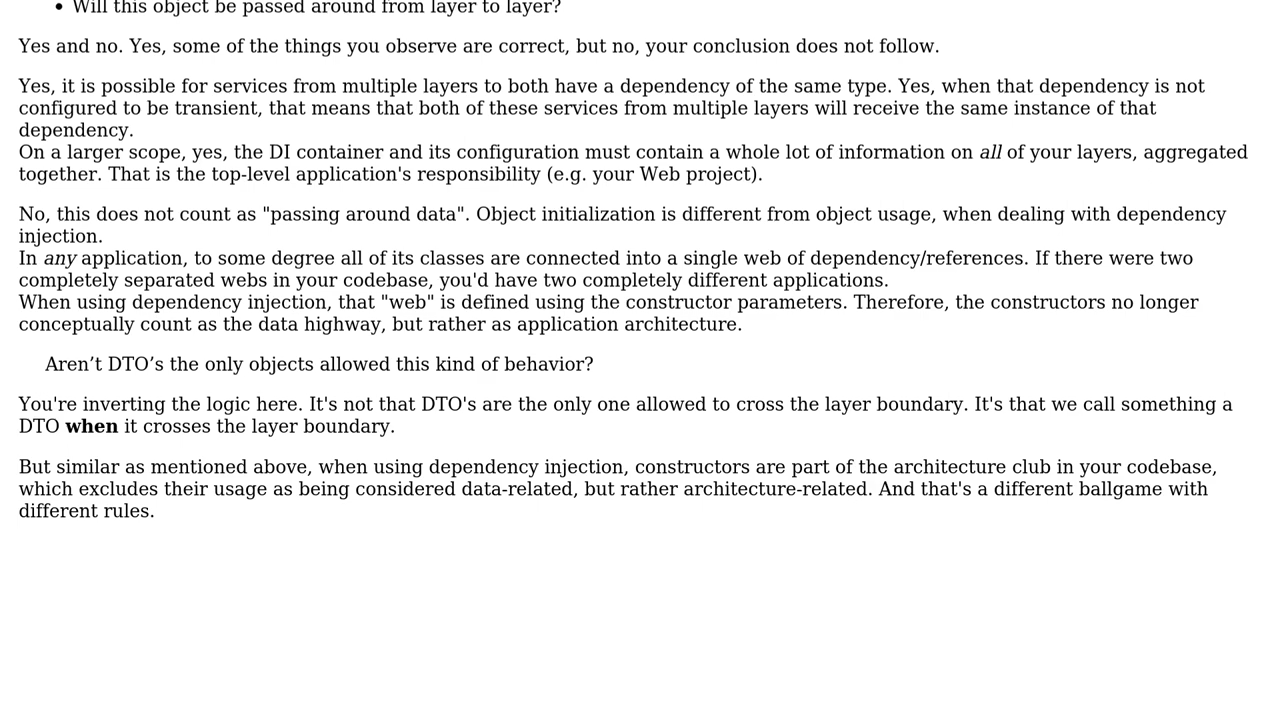 • Will this object be passed around from layer to layer?
Yes and no. Yes, some of the things you observe are correct, but no, your conclusion does not follow.
Yes, it is possible for services from multiple layers to both have a dependency of the same type. Yes, when that dependency is not
configured to be transient, that means that both of these services from multiple layers will receive the same instance of that
dependency.
On a larger scope, yes, the DI container and its configuration must contain a whole lot of information on all of your layers, aggregated
together. That is the top-level application's responsibility (e.g. your Web project).
No, this does not count as "passing around data". Object initialization is different from object usage, when dealing with dependency
injection.
In any application, to some degree all of its classes are connected into a single web of dependency/references. If there were two
completely separated webs in your codebase, you'd have two completely different applications.
When using dependency injection, that "web" is defined using the constructor parameters. Therefore, the constructors no longer
conceptually count as the data highway, but rather as application architecture.
Aren’t DTO’s the only objects allowed this kind of behavior?
You're inverting the logic here. It's not that DTO's are the only one allowed to cross the layer boundary. It's that we call something a
DTO when it crosses the layer boundary.
But similar as mentioned above, when using dependency injection, constructors are part of the architecture club in your codebase,
which excludes their usage as being considered data-related, but rather architecture-related. And that's a different ballgame with
different rules.